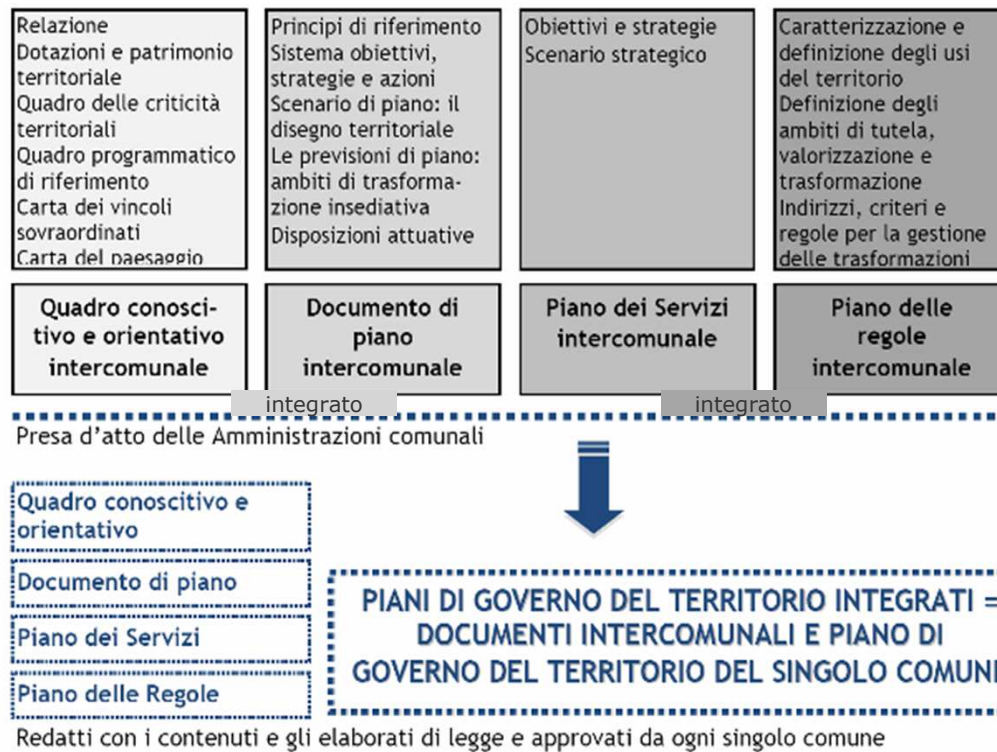 Relazione
Dotazioni e patrimonio
territoriale
Quadro delle criticità
territoriali
Quadro programmatico
di riferimento
Carta dei vincoli
sovraordinati
Carta del paesaggio
Principi di riferimento
Sistema obiettivi,
strategie e azioni
Scenario di piano: il
disegno territoriale
Le previsioni di piano:
ambiti di trasforma-
zione insediativa
Disposizioni attuative
Obiettivi e strategie
Scenario strategico
Caratterizzazione e
definizione degli usi
del territorio
Definizione degli
ambiti di tutela,
valorizzazione e
trasformazione
Indirizzi, criteri e
regole per la gestione
delle trasformazioni
Quadro conosci-
tivo e orientativo
intercomunale
Documento di
piano
intercomunale
Piano dei Servizi
intercomunale
Piano delle
regole
intercomunale
integrato
integrato
Presa d'atto delle Amministrazioni comunali
Quadro conoscitivo e
orientativo
Documento di piano
Piano dei Servizi
Piano delle Regole
PIANI DI GOVERNO DEL TERRITORIO INTEGRATI =
DOCUMENTI INTERCOMUNALI E PIANO DI
GOVERNO DEL TERRITORIO DEL SINGOLO COMUNE
Redatti con i contenuti e gli elaborati di legge e approvati da ogni singolo comune